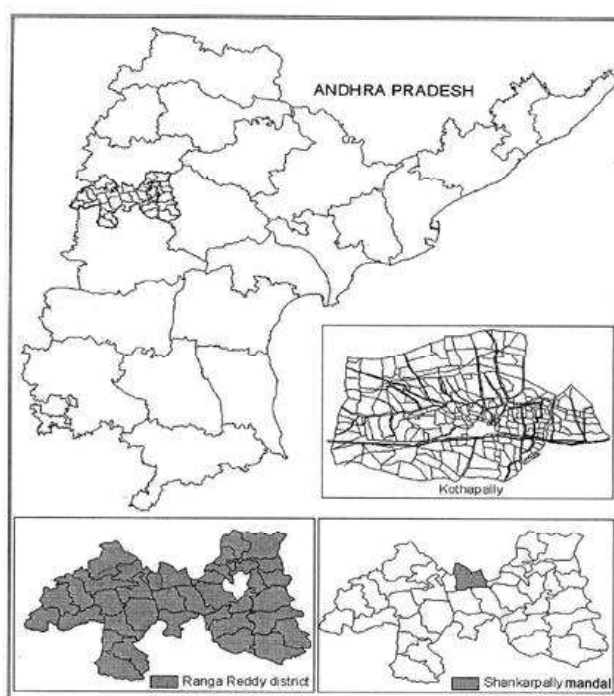 ANDHRA PRADESH
Kothapally
Ranga Reddy district
Shankarpally mandal